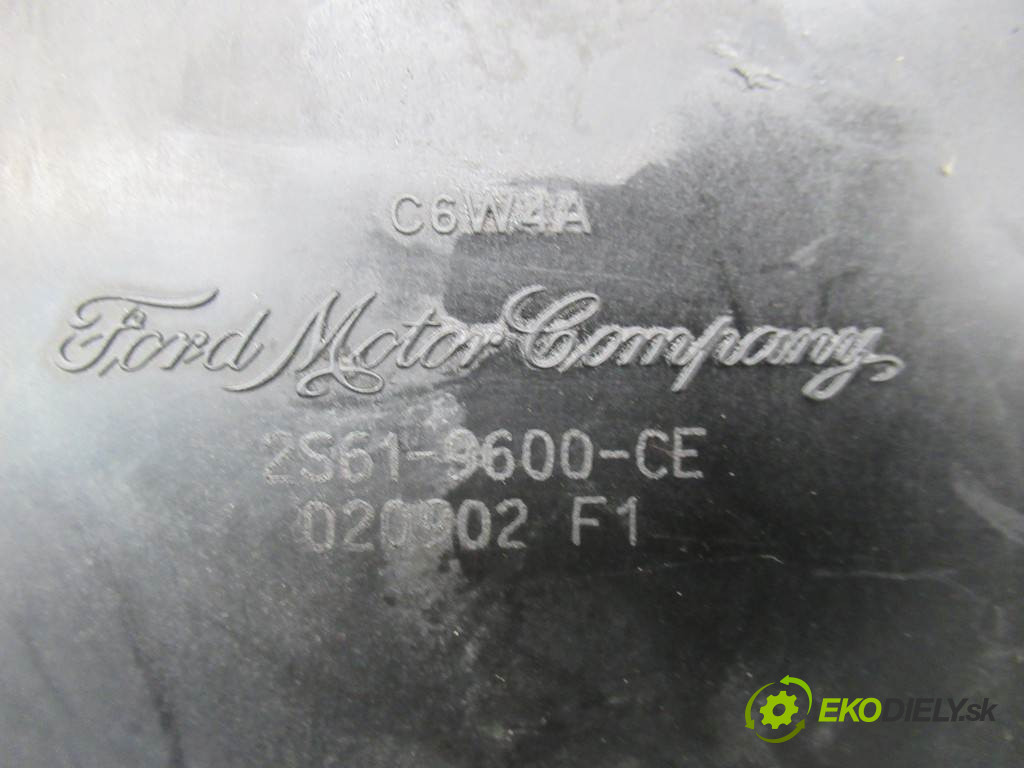 C6W4A
Ford Motor Company
2S61-9600-CE
020902 F1
EKODIELY.sk